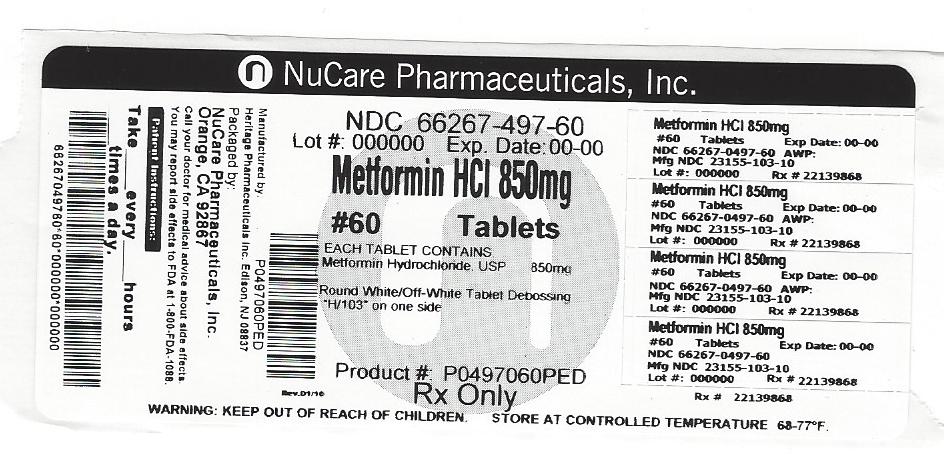 NuCare Pharmaceuticals, Inc.
66267049760*60*000000*000000
Take ____ every ____ hours
____ times a day.
Patient Instructions:
You may report side effects to FDA at 1-800-FDA-1088.
Call your doctor for medical advice about side effects.
Orange, CA 92867
NuCare Pharmaceuticals, Inc.
Packaged by:
Heritage Pharmaceuticals Inc. Edison, NJ 08837
Manufactured by:
P0497060PED
Rev.01/10
NDC 66267-497-60
Lot #: 000000 Exp. Date: 00-00
Metformin HCl 850mg
#60 Tablets
EACH TABLET CONTAINS
Metformin Hydrochloride, USP 850mg
Round White/Off-White Tablet Debossing
"H/103" on one side
Product #: P0497060PED
Rx Only
Metformin HCl 850mg
#60 Tablets Exp Date: 00-00
NDC 66267-0497-60 AWP:
Mfg NDC 23155-103-10
Lot #: 000000 Rx # 22139868
Metformin HCl 850mg
#60 Tablets Exp Date: 00-00
NDC 66267-0497-60 AWP:
Mfg NDC 23155-103-10
Lot #: 000000 Rx # 22139868
Metformin HCl 850mg
#60 Tablets Exp Date: 00-00
NDC 66267-0497-60 AWP:
Mfg NDC 23155-103-10
Lot #: 000000 Rx # 22139868
Metformin HCl 850mg
#60 Tablets Exp Date: 00-00
NDC 66267-0497-60
Mfg NDC 23155-103-10
Lot #: 000000 Rx # 22139868
Rx # 22139868
WARNING: KEEP OUT OF REACH OF CHILDREN. STORE AT CONTROLLED TEMPERATURE 68-77°F.